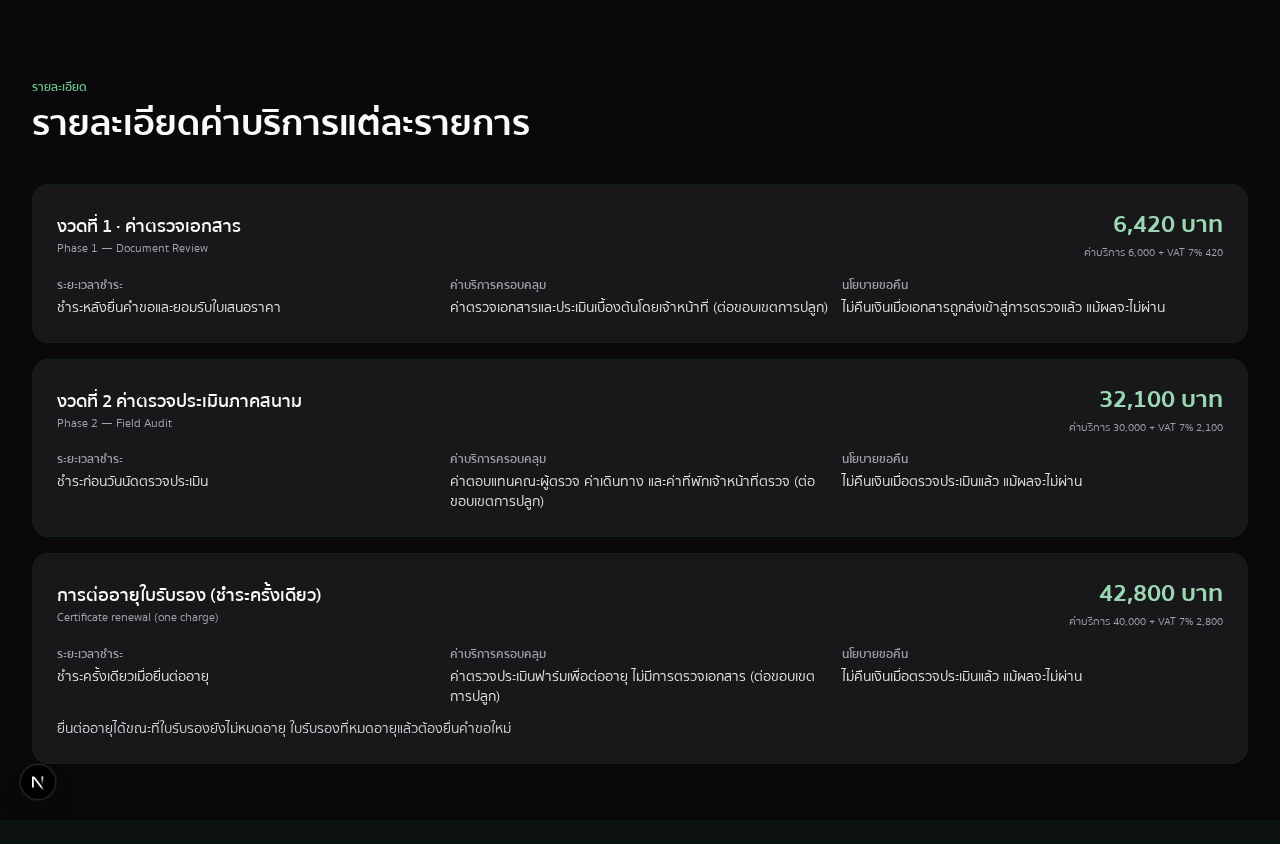 รายละเอียด
รายละเอียดค่าบริการแต่ละรายการ
งวดที่ 1 · ค่าตรวจเอกสาร
6,420 บาท
Phase 1 — Document Review
ค่าบริการ 6,000 + VAT 7% 420
ระยะเวลาชำระ
ค่าบริการครอบคลุม
นโยบายขอคืน
ชำระหลังยื่นคำขอและยอมรับใบเสนอราคา
ค่าตรวจเอกสารและประเมินเบื้องต้นโดยเจ้าหน้าที่ (ต่อขอบเขตการปลูก)
ไม่คืนเงินเมื่อเอกสารถูกส่งเข้าสู่การตรวจแล้ว แม้ผลจะไม่ผ่าน
งวดที่ 2 ค่าตรวจประเมินภาคสนาม
32,100 บาท
Phase 2 — Field Audit
ค่าบริการ 30,000 + VAT 7% 2,100
ระยะเวลาชำระ
ค่าบริการครอบคลุม
นโยบายขอคืน
ชำระก่อนวันนัดตรวจประเมิน
ค่าตอบแทนคณะผู้ตรวจ ค่าเดินทาง และค่าที่พักเจ้าหน้าที่ตรวจ (ต่อ
ขอบเขตการปลูก)
ไม่คืนเงินเมื่อตรวจประเมินแล้ว แม้ผลจะไม่ผ่าน
การต่ออายุใบรับรอง (ชำระครั้งเดียว)
42,800 บาท
Certificate renewal (one charge)
ค่าบริการ 40,000 + VAT 7% 2,800
ระยะเวลาชำระ
ค่าบริการครอบคลุม
นโยบายขอคืน
ชำระครั้งเดียวเมื่อยื่นต่ออายุ
ค่าตรวจประเมินฟาร์มเพื่อต่ออายุ ไม่มีการตรวจเอกสาร (ต่อขอบเขต
การปลูก)
ไม่คืนเงินเมื่อตรวจประเมินแล้ว แม้ผลจะไม่ผ่าน
ยื่นต่ออายุได้ขณะที่ใบรับรองยังไม่หมดอายุ ใบรับรองที่หมดอายุแล้วต้องยื่นคำขอใหม่
N